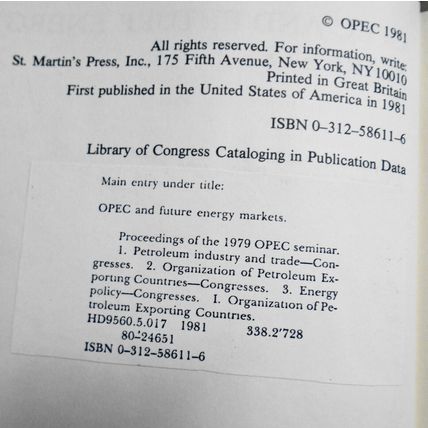 © OPEC 1981
All rights reserved. For information, write:
St. Martin's Press, Inc., 175 Fifth Avenue, New York, NY 10010
Printed in Great Britain
First published in the United States of America in 1981
ISBN 0–312–58611–6
Library of Congress Cataloging in Publication Data
Main entry under title:
OPEC and future energy markets.
Proceedings of the 1979 OPEC seminar.
1. Petroleum industry and trade—Con-
gresses. 2. Organization of Petroleum Ex-
porting Countries—Congresses. 3. Energy
policy—Congresses. I. Organization of Pe-
troleum Exporting Countries.
HD9560.5.O17 1981 338.2'728
80-24651
ISBN 0–312–58611–6